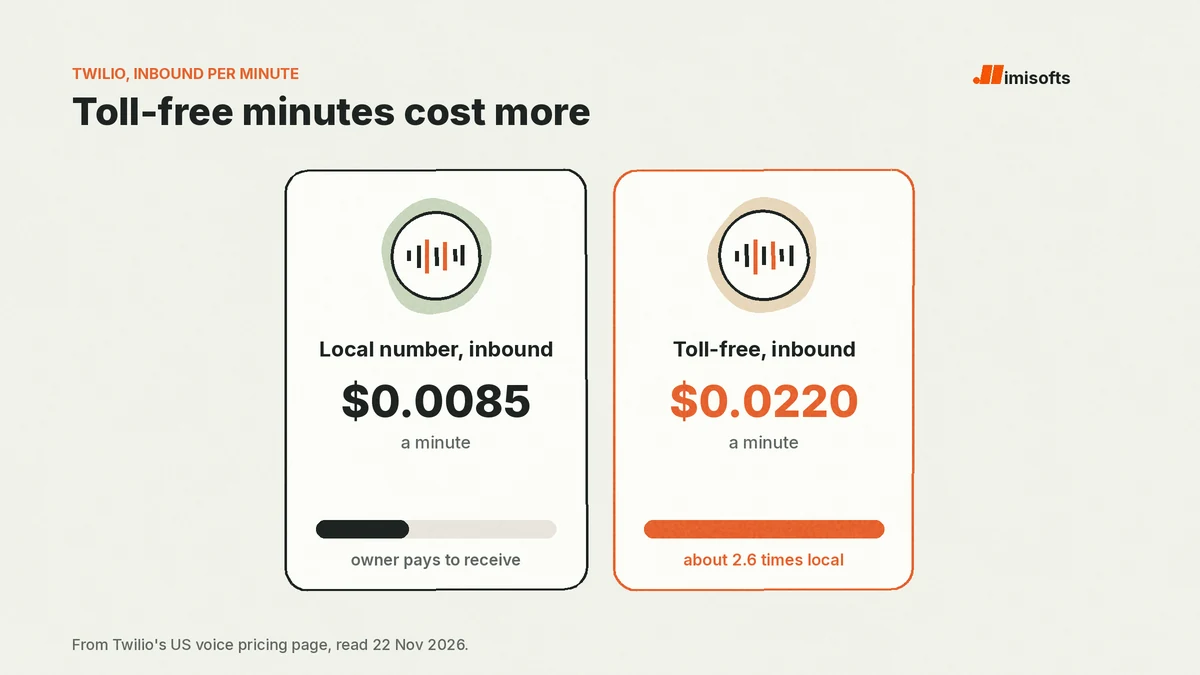 TWILIO, INBOUND PER MINUTE
imisofts
Toll-free minutes cost more
Local number, inbound
$0.0085
a minute
owner pays to receive
Toll-free, inbound
$0.0220
a minute
about 2.6 times local
From Twilio's US voice pricing page, read 22 Nov 2026.